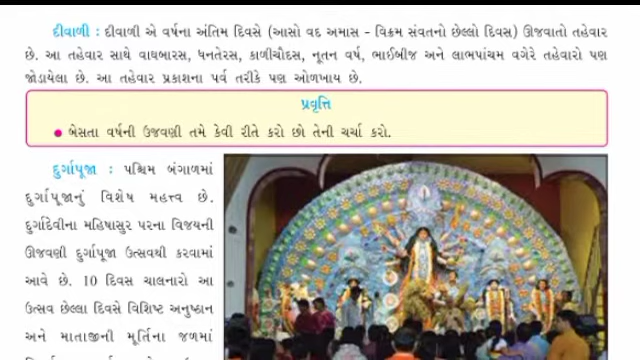 દીવાળી : દીવાળી એ વર્ષના અંતિમ દિવસે (આસો વદ અમાસ - વિક્રમ સંવતનો છેલ્લો દિવસ) ઊજવાતો તહેવાર
છે. આ તહેવાર સાથે વાઘબારસ, ધનતેરસ, કાળીચૌદસ, નૂતન વર્ષ, ભાઈબીજ અને લાભપાંચમ વગેરે તહેવારો પણ
જોડાયેલા છે. આ તહેવાર પ્રકાશના પર્વ તરીકે પણ ઓળખાય છે.
પ્રવૃત્તિ
• બેસતા વર્ષની ઉજવણી તમે કેવી રીતે કરો છો તેની ચર્ચા કરો.
દુર્ગાપૂજા : પશ્ચિમ બંગાળમાં
દુર્ગાપૂજાનું વિશેષ મહત્ત્વ છે.
દુર્ગાદેવીના મહિષાસુર પરના વિજયની
ઊજવણી દુર્ગાપૂજા ઉત્સવથી કરવામાં
આવે છે. 10 દિવસ ચાલનારો આ
ઉત્સવ છેલ્લા દિવસે વિશિષ્ટ અનુષ્ઠાન
અને માતાજીની મૂર્તિના જળમાં